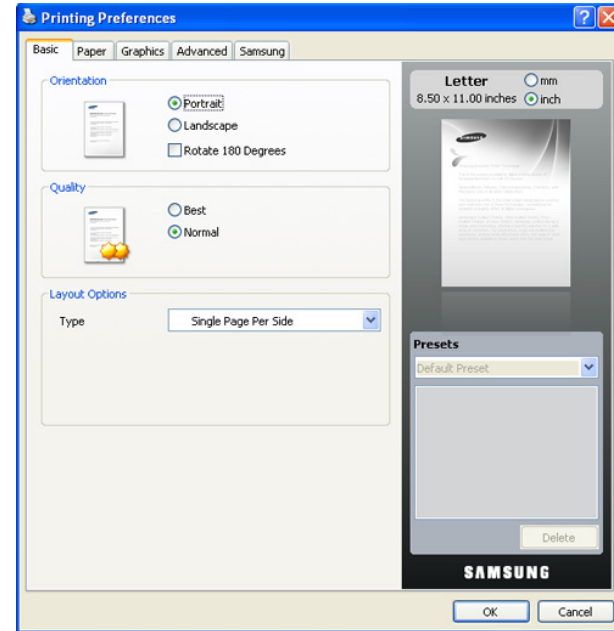 Printing Preferences
Basic Paper Graphics Advanced Samsung
Orientation
Portrait
Landscape
Rotate 180 Degrees
Quality
Best
Normal
Layout Options
Type Single Page Per Side
Letter mm
8.50 x 11.00 inches inch
SAMSUNG
Presets
Default Preset
Delete
SAMSUNG
OK Cancel